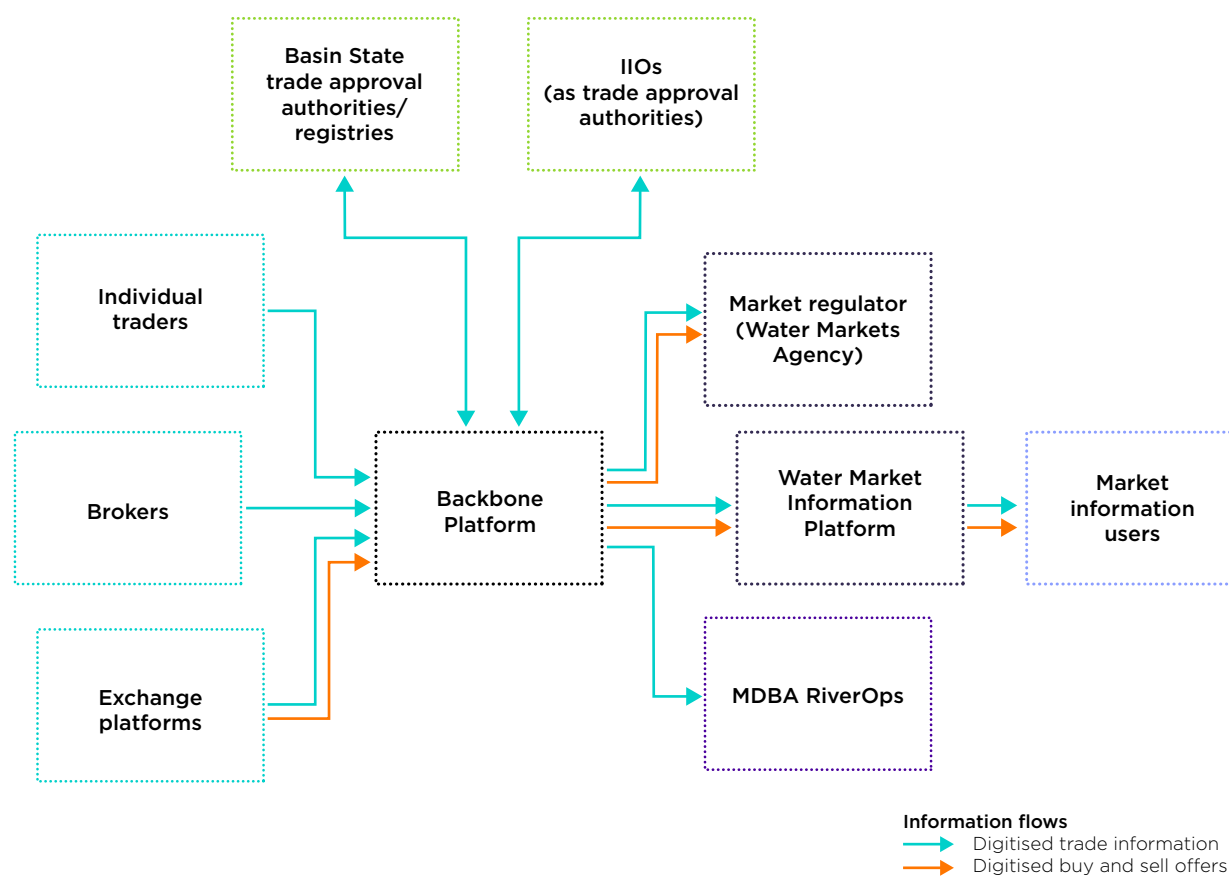 Basin State
trade approval
authorities/
registries
IIOs
(as trade approval
authorities)
Individual
traders
Market regulator
(Water Markets
Agency)
Brokers
Backbone
Platform
Water Market
Information
Platform
Market
information
users
Exchange
platforms
MDBA RiverOps
Information flows
Digitised trade information
Digitised buy and sell offers